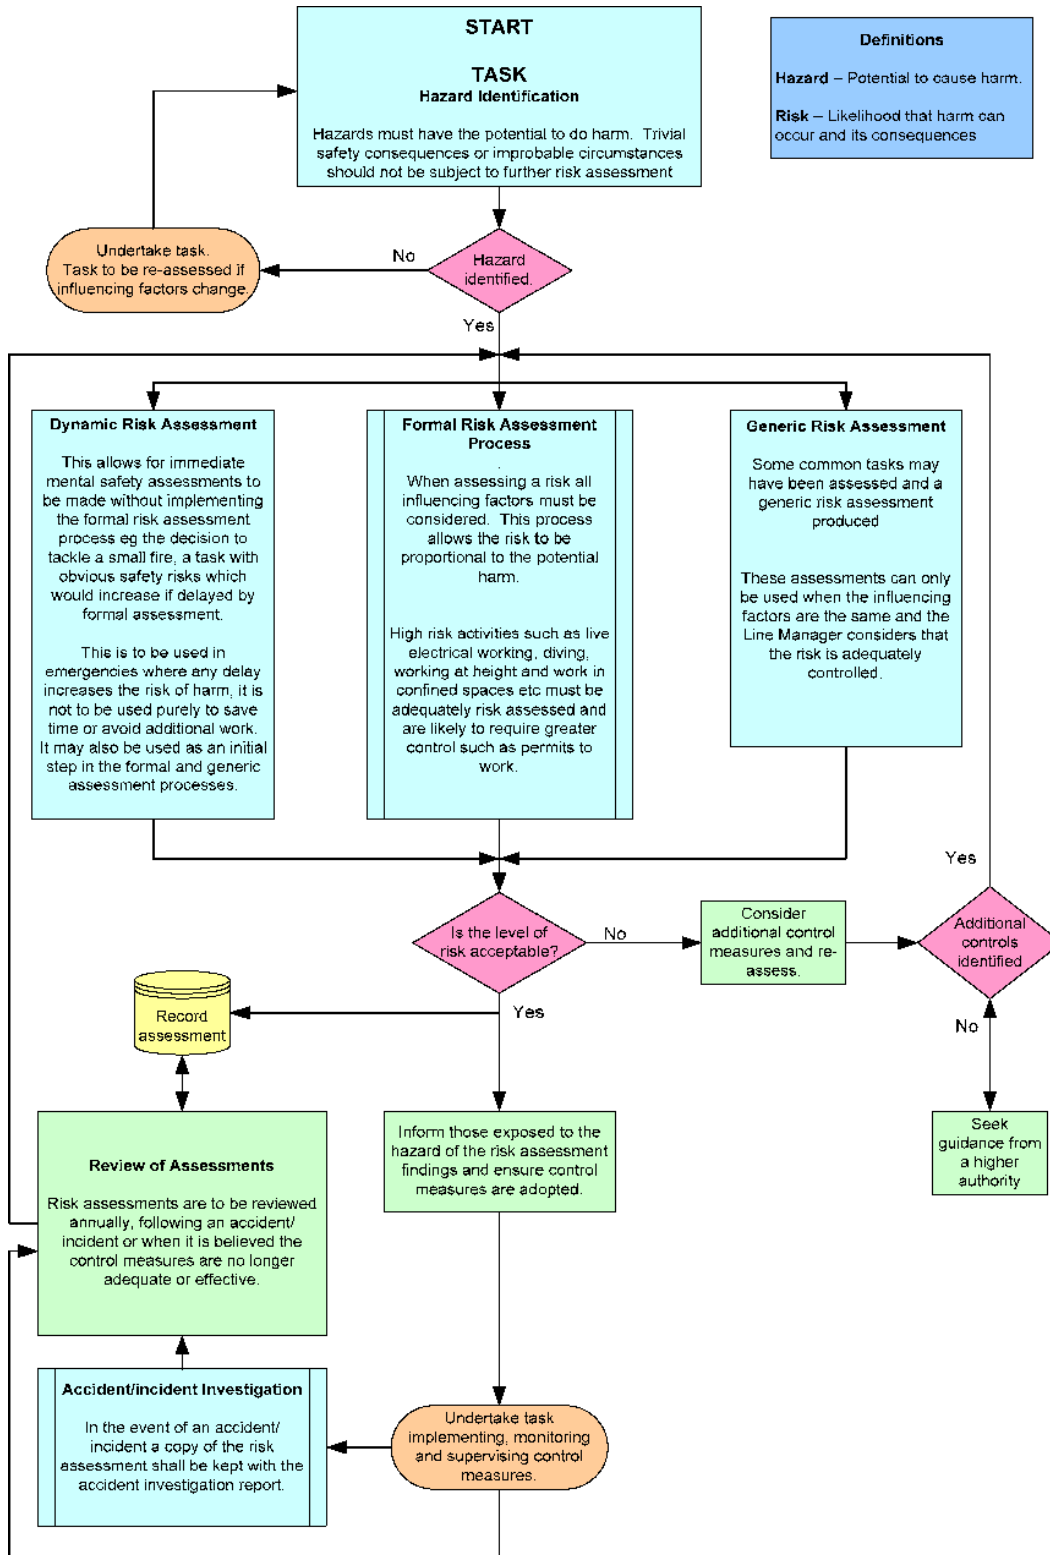 START
TASK
Hazard Identification
Hazards must have the potential to do harm. Trivial
safety consequences or improbable circumstances
should not be subject to further risk assessment
Definitions
Hazard – Potential to cause harm.
Risk – Likelihood that harm can
occur and its consequences
Undertake task.
Task to be re-assessed if
influencing factors change.
No
Hazard
identified.
Yes
Dynamic Risk Assessment
This allows for immediate
mental safety assessments to
be made without implementing
the formal risk assessment
process eg the decision to
tackle a small fire, a task with
obvious safety risks which
would increase if delayed by
formal assessment.
This is to be used in
emergencies where any delay
increases the risk of harm, it is
not to be used purely to save
time or avoid additional work.
It may also be used as an initial
step in the formal and generic
assessment processes.
Formal Risk Assessment
Process
.
When assessing a risk all
influencing factors must be
considered. This process
allows the risk to be
proportional to the potential
harm.
High risk activities such as live
electrical working, diving,
working at height and work in
confined spaces etc must be
adequately risk assessed and
are likely to require greater
control such as permits to
work.
Generic Risk Assessment
Some common tasks may
have been assessed and a
generic risk assessment
produced
These assessments can only
be used when the influencing
factors are the same and the
Line Manager considers that
the risk is adequately
controlled.
Is the level of
risk acceptable?
No
Consider
additional control
measures and re-
assess.
Yes
Additional
controls
identified
No
Seek
guidance from
a higher
authority
Yes
Record
assessment
Inform those exposed to the
hazard of the risk assessment
findings and ensure control
measures are adopted.
Review of Assessments
Risk assessments are to be reviewed
annually, following an accident/
incident or when it is believed the
control measures are no longer
adequate or effective.
Accident/incident Investigation
In the event of an accident/
incident a copy of the risk
assessment shall be kept with the
accident investigation report.
Undertake task
implementing, monitoring
and supervising control
measures.